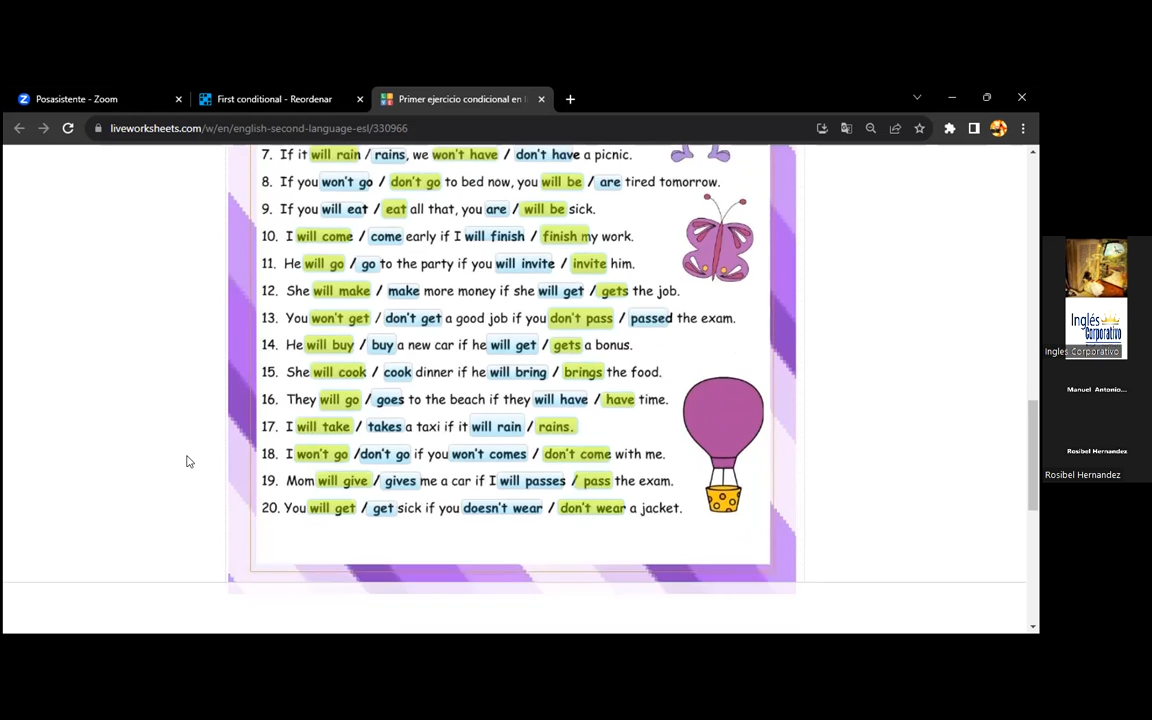 Posasistente - Zoom
First conditional - Reordenar
Primer ejercicio condicional en
liveworksheets.com/w/en/english-second-language-esl/330966
7. If it will rain / rains, we won't have / don't have a picnic.
8. If you won't go / don't go to bed now, you will be / are tired tomorrow.
9. If you will eat / eat all that, you are / will be sick.
10. I will come / come early if I will finish / finish my work.
11. He will go / go to the party if you will invite / invite him.
12. She will make / make more money if she will get / gets the job.
13. You won't get / don't get a good job if you don't pass / passed the exam.
14. He will buy / buy a new car if he will get / gets a bonus.
15. She will cook / cook dinner if he will bring / brings the food.
16. They will go / goes to the beach if they will have / have time.
17. I will take / takes a taxi if it will rain / rains.
18. I won't go /don't go if you won't comes / don't come with me.
19. Mom will give / gives me a car if I will passes / pass the exam.
20. You will get / get sick if you doesn't wear / don't wear a jacket.
Inglés
Corporativo
Ingles Corporativo
Manuel Antonio...
Rosibel Hernandez
Rosibel Hernandez